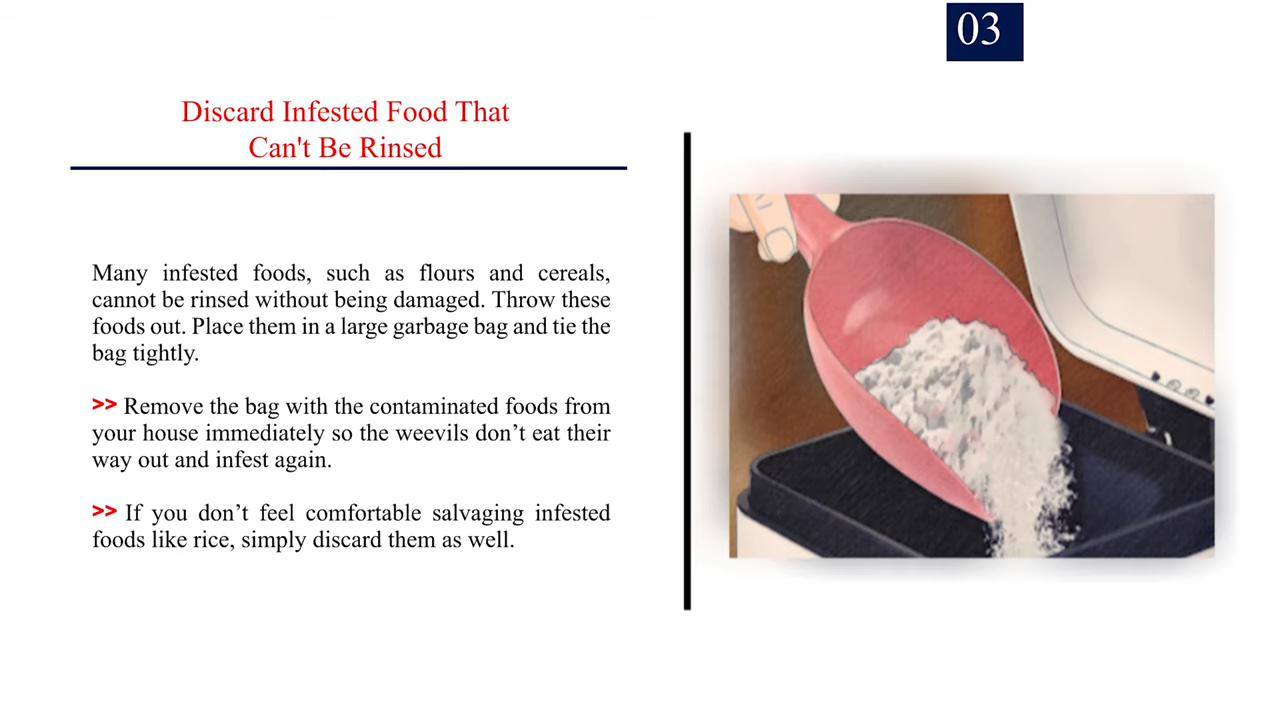 03
Discard Infested Food That
Can't Be Rinsed
Many infested foods, such as flours and cereals,
cannot be rinsed without being damaged. Throw these
foods out. Place them in a large garbage bag and tie the
bag tightly.
>> Remove the bag with the contaminated foods from
your house immediately so the weevils don’t eat their
way out and infest again.
>> If you don’t feel comfortable salvaging infested
foods like rice, simply discard them as well.